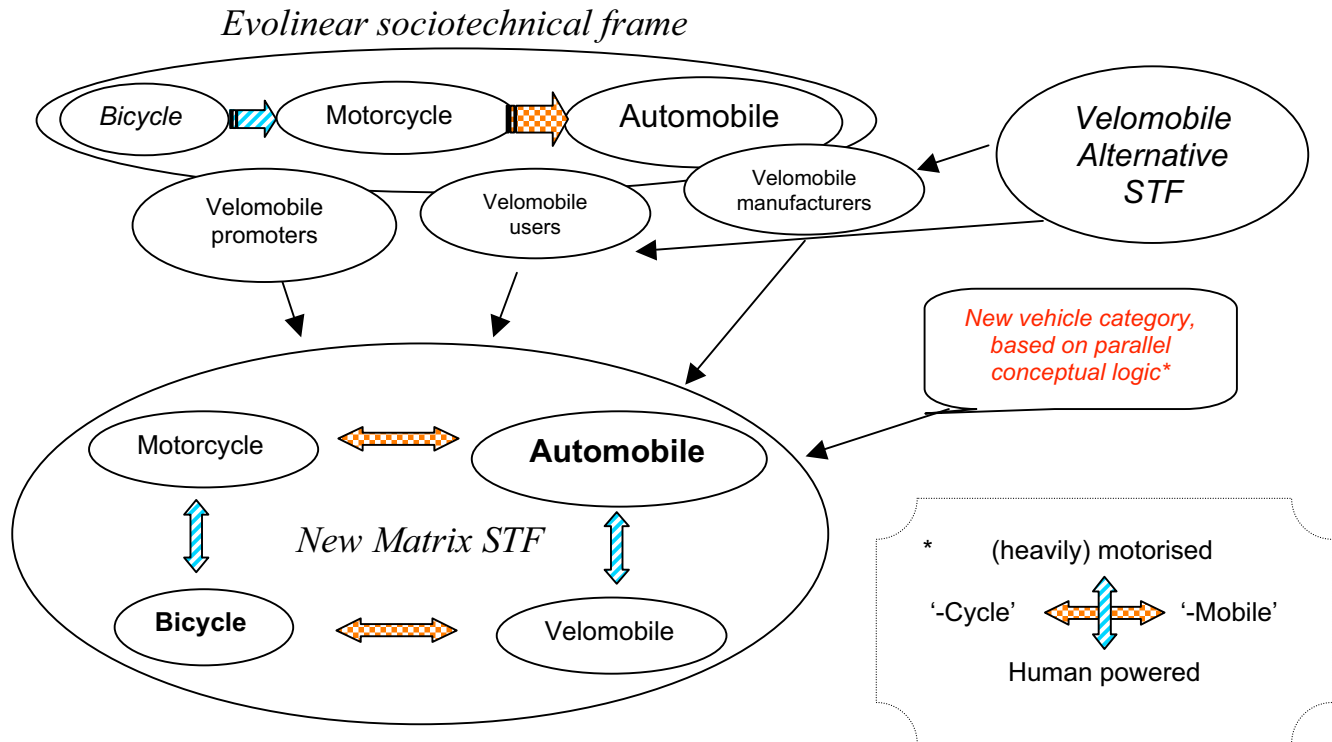 Evolinear sociotechnical frame
Bicycle
Motorcycle
Automobile
Velomobile
Alternative
STF
Velomobile
promoters
Velomobile
users
Velomobile
manufacturers
New vehicle category,
based on parallel
conceptual logic*
Motorcycle
Automobile
New Matrix STF
Bicycle
Velomobile
* (heavily) motorised
‘-Cycle’ ‘-Mobile’
Human powered